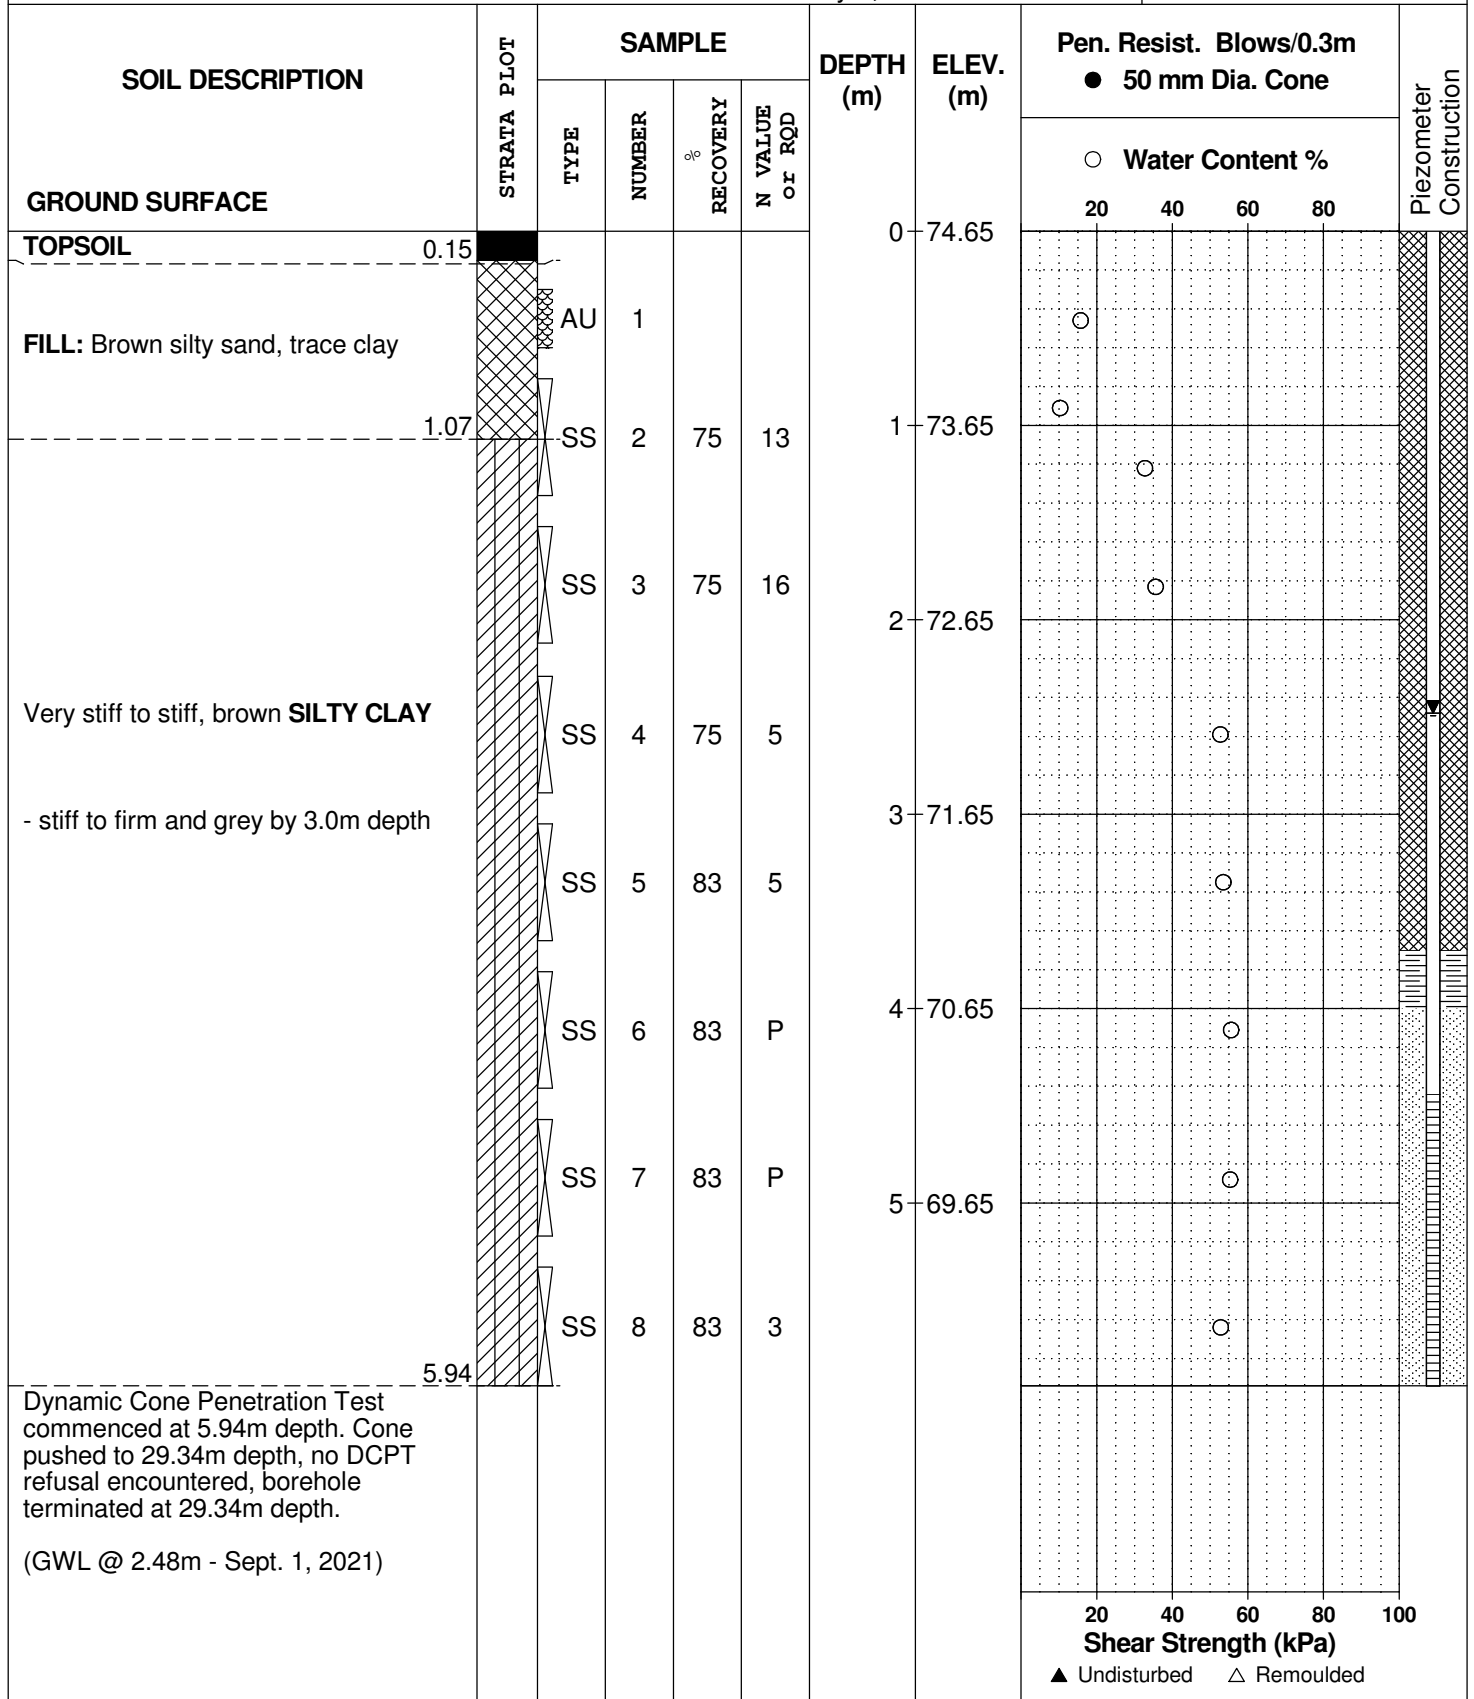 SOIL DESCRIPTION
GROUND SURFACE
STRATA PLOT
SAMPLE
TYPE
NUMBER
% RECOVERY
N VALUE or RQD
DEPTH (m)
ELEV. (m)
Pen. Resist. Blows/0.3m
● 50 mm Dia. Cone
○ Water Content %
20 40 60 80
Piezometer Construction
TOPSOIL 0.15
0 74.65
AU 1
FILL: Brown silty sand, trace clay
1.07
SS 2 75 13
1 73.65
SS 3 75 16
2 72.65
Very stiff to stiff, brown SILTY CLAY
SS 4 75 5
- stiff to firm and grey by 3.0m depth
3 71.65
SS 5 83 5
4 70.65
SS 6 83 P
SS 7 83 P
5 69.65
SS 8 83 3
5.94
Dynamic Cone Penetration Test
commenced at 5.94m depth. Cone
pushed to 29.34m depth, no DCPT
refusal encountered, borehole
terminated at 29.34m depth.
(GWL @ 2.48m - Sept. 1, 2021)
20 40 60 80 100
Shear Strength (kPa)
▲ Undisturbed △ Remoulded